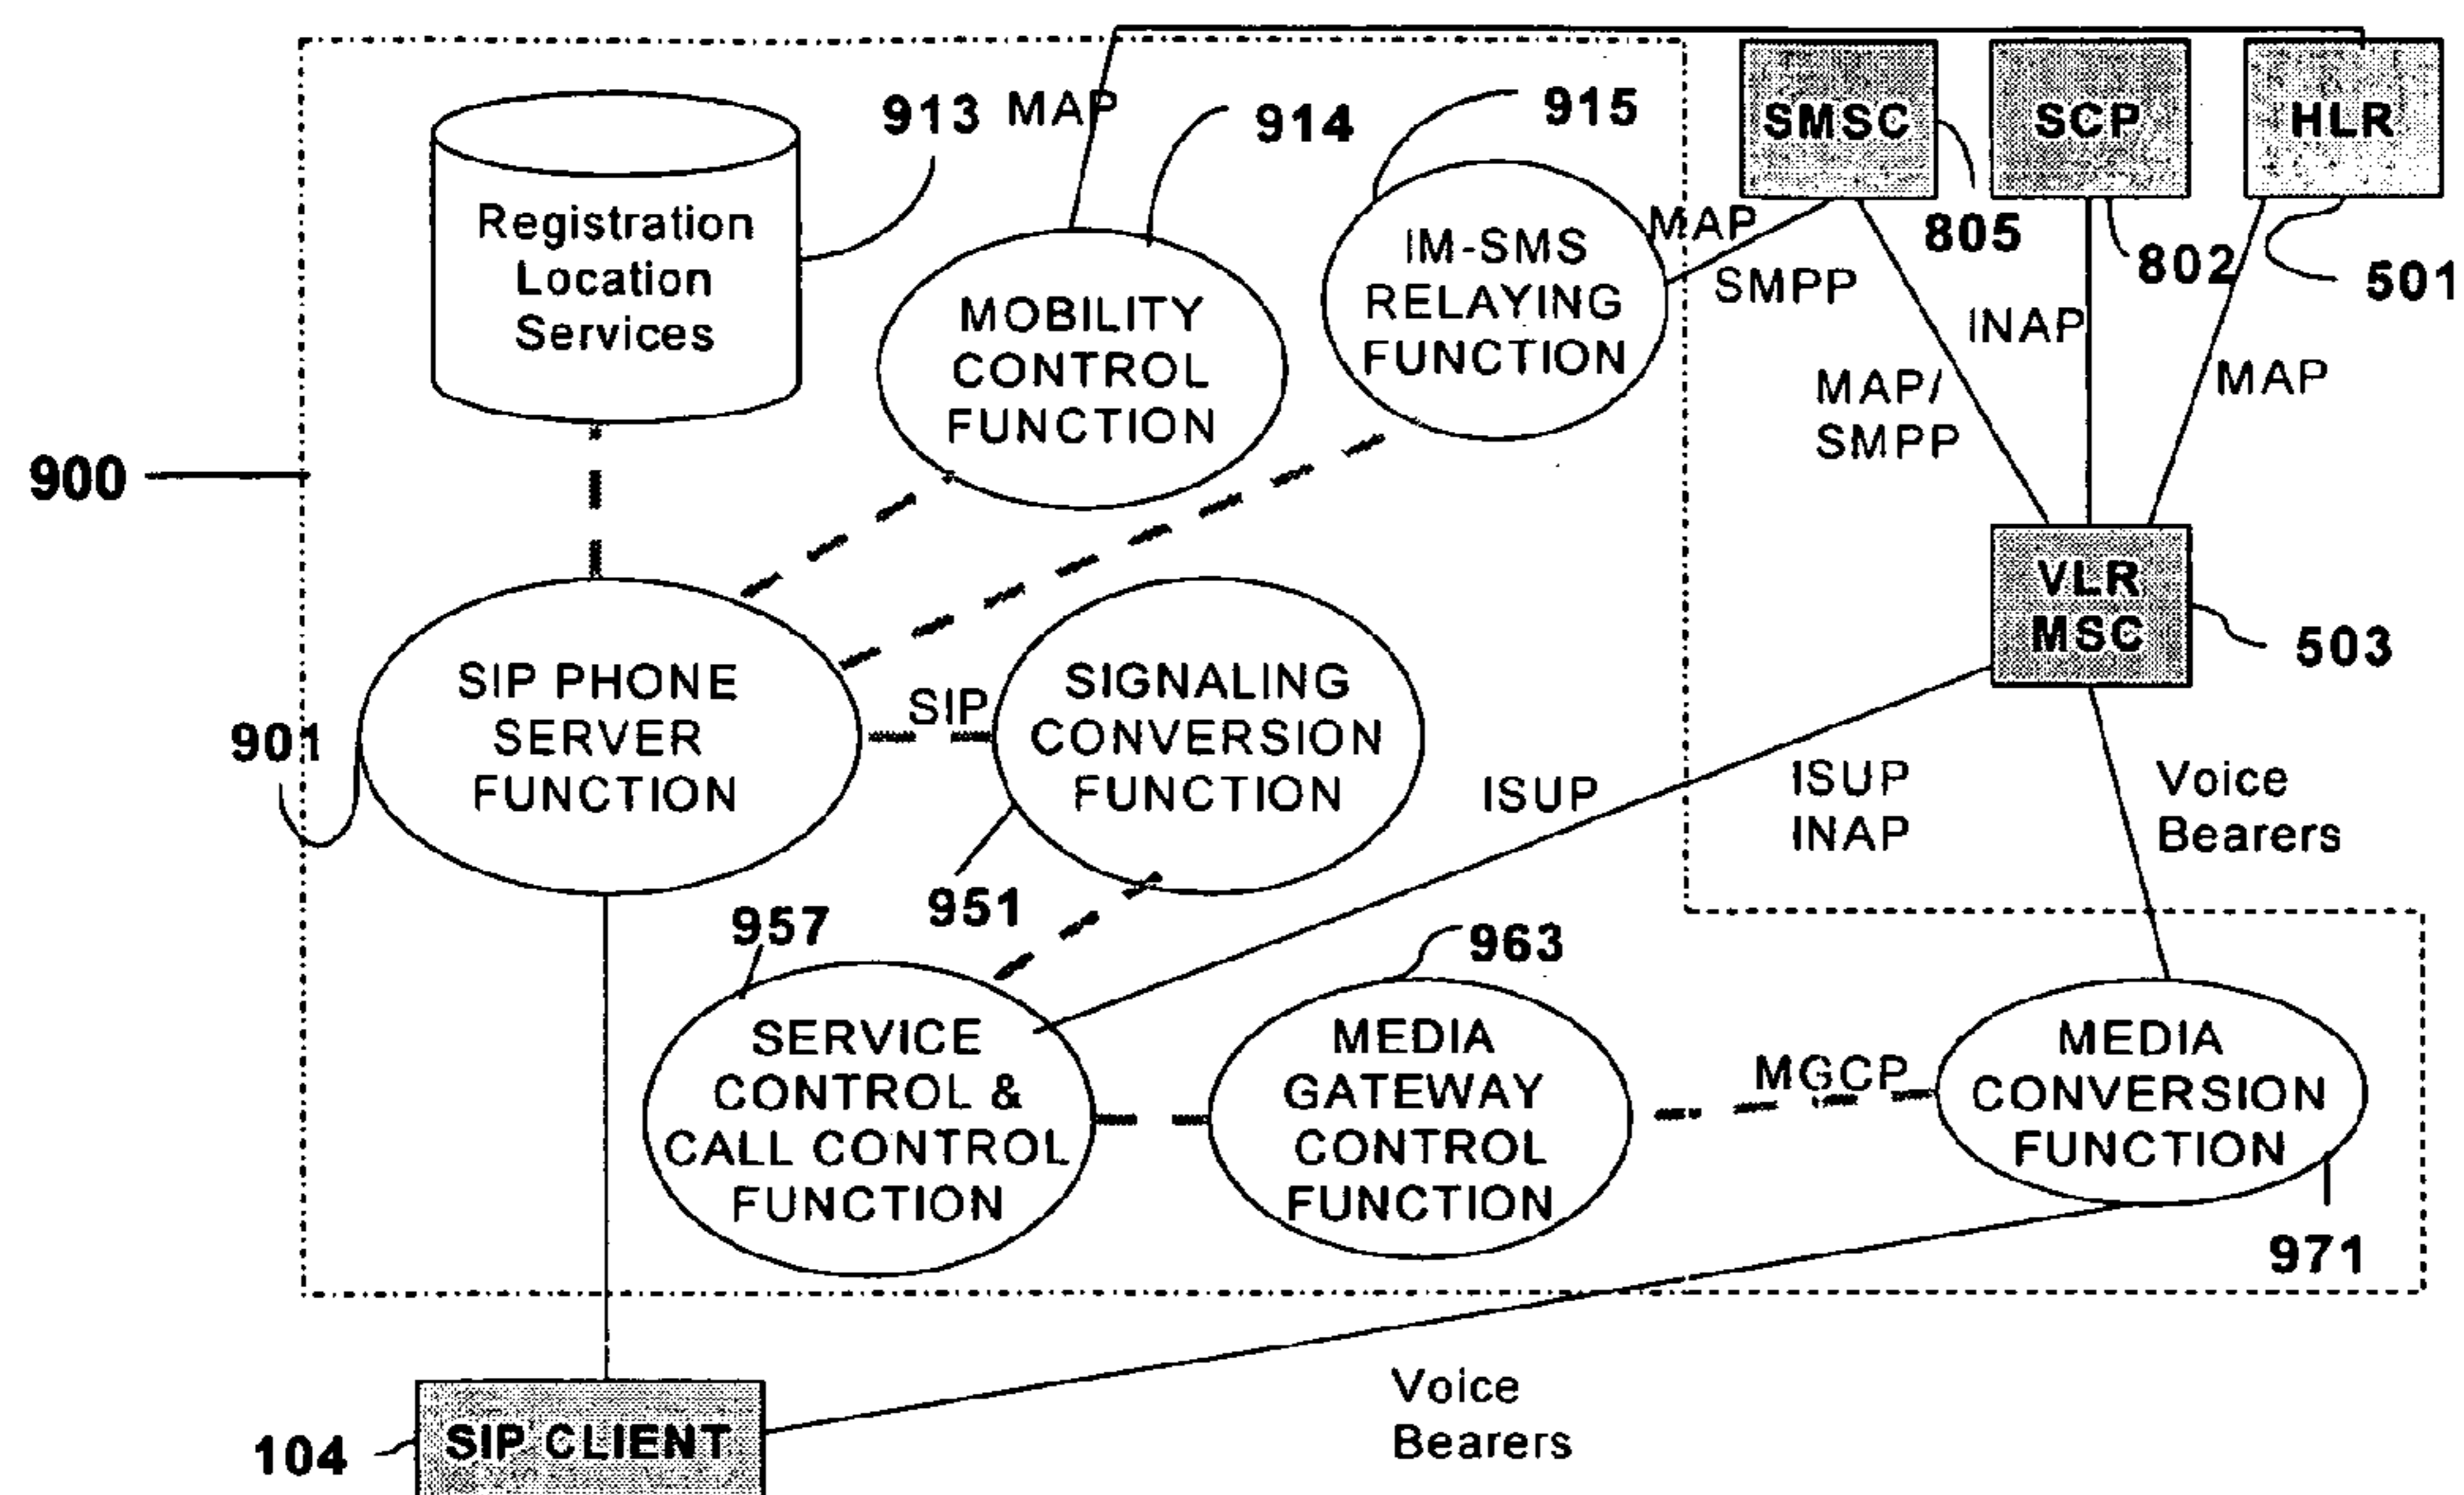 913
MAP
914
915
SMSC
SCP
HLR
Registration
Location
Services
805
802
501
MAP
SMPP
IM-SMS
RELAYING
FUNCTION
MOBILITY
CONTROL
FUNCTION
INAP
MAP/
SMPP
MAP
900
VLR
MSC
503
SIP PHONE
SERVER
FUNCTION
901
SIP
SIGNALING
CONVERSION
FUNCTION
951
ISUP
ISUP
INAP
Voice
Bearers
957
963
SERVICE
CONTROL &
CALL CONTROL
FUNCTION
MEDIA
GATEWAY
CONTROL
FUNCTION
MGCP
MEDIA
CONVERSION
FUNCTION
971
Voice
Bearers
104
SIP CLIENT